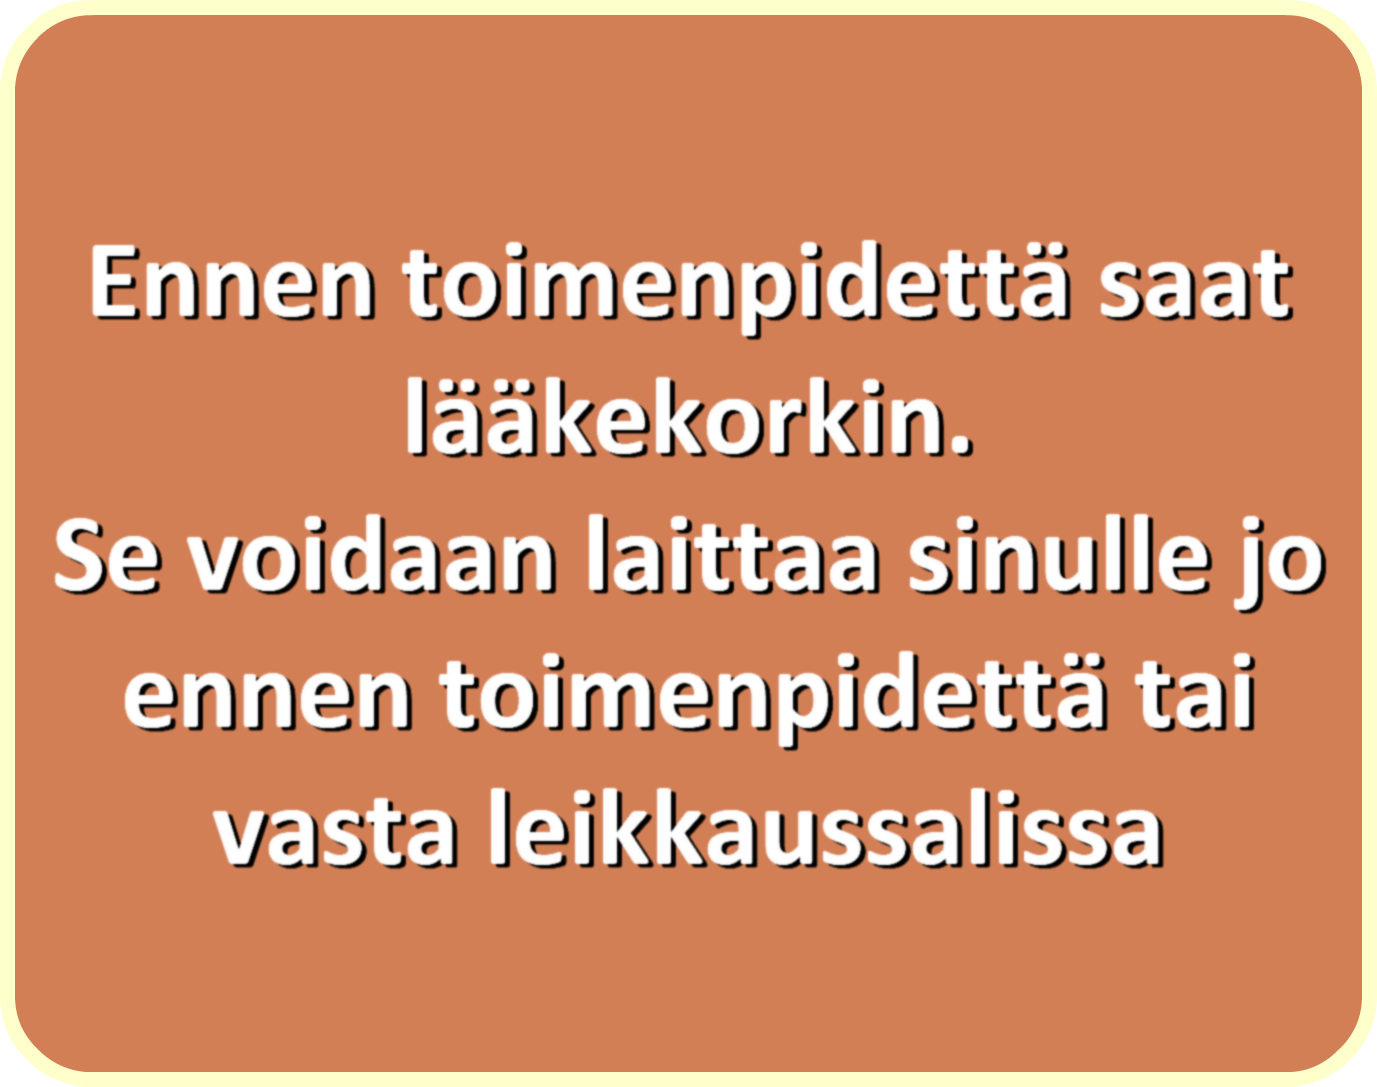 Ennen toimenpidettä saat
lääkekorkin.
Se voidaan laittaa sinulle jo
ennen toimenpidettä tai
vasta leikkaussalissa